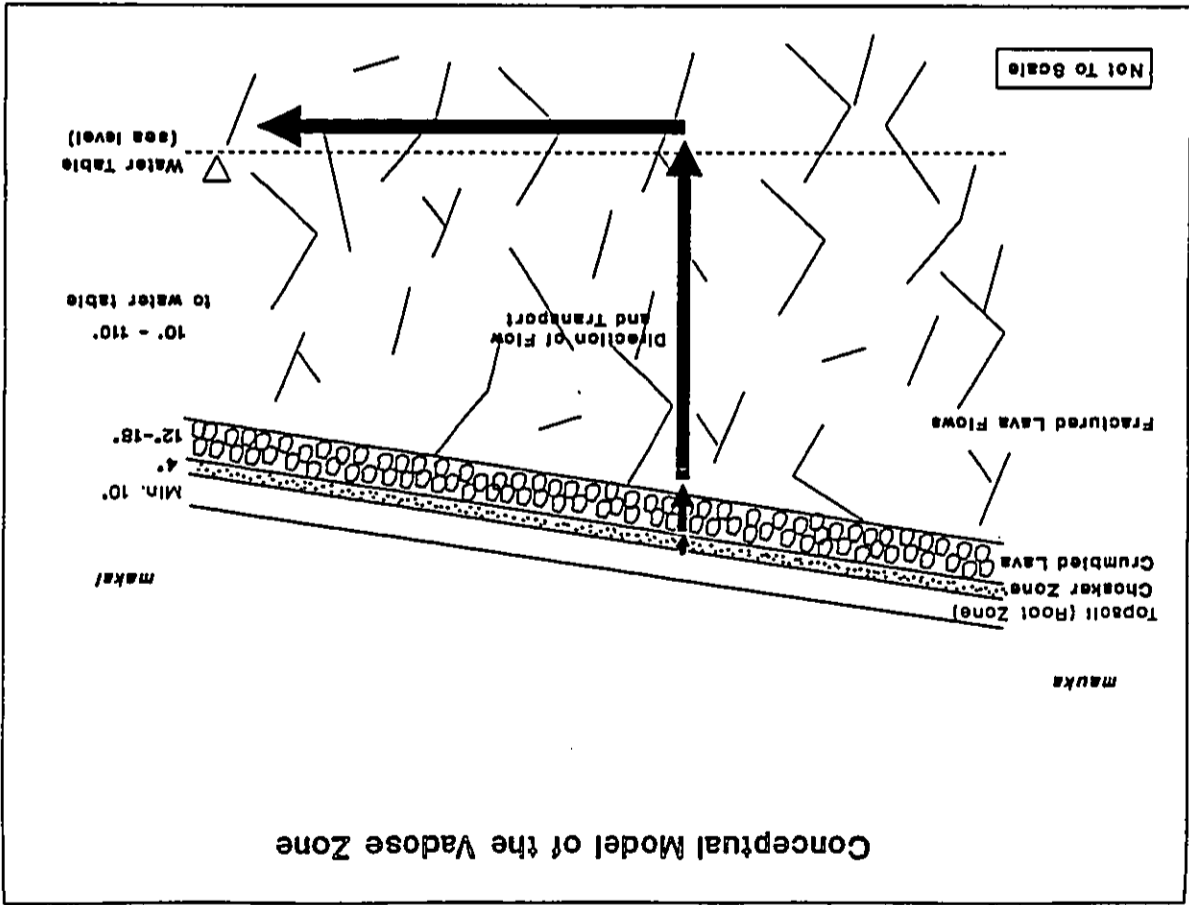 Conceptual Model of the Vadose Zone
mauka
Topsoil (Root Zone)
Choaker Zone
Crumbled Lava
Fractured Lava Flows
Not To Scale
Direction of Flow
and Transport
makai
Min. 10"
4"
12"-18"
10' - 110'
to water table
Water Table
(sea level)